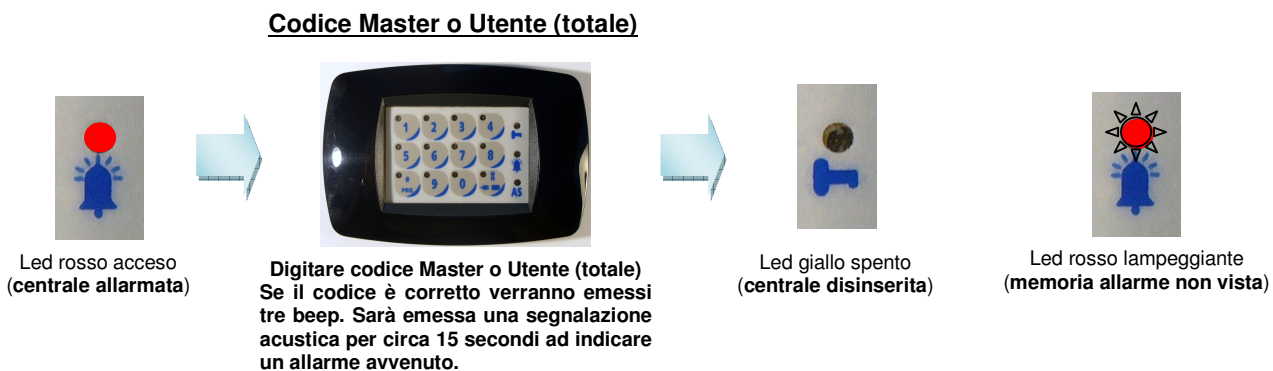 Codice Master o Utente (totale)
1 2 3 4
5 6 7 8
PRG 9 0
AS
Led rosso acceso
(centrale allarmata)
Digitare codice Master o Utente (totale)
Se il codice è corretto verranno emessi
tre beep. Sarà emessa una segnalazione
acustica per circa 15 secondi ad indicare
un allarme avvenuto.
Led giallo spento
(centrale disinserita)
Led rosso lampeggiante
(memoria allarme non vista)